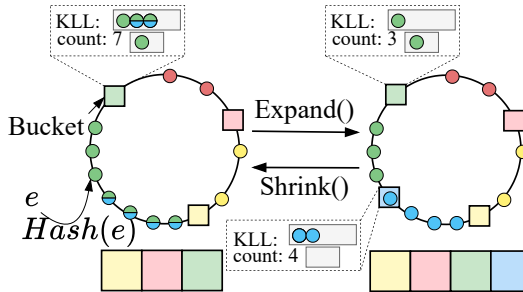 KLL:
count: 7
KLL:
count: 3
Bucket
Expand()
Shrink()
e
Hash(e)
KLL:
count: 4